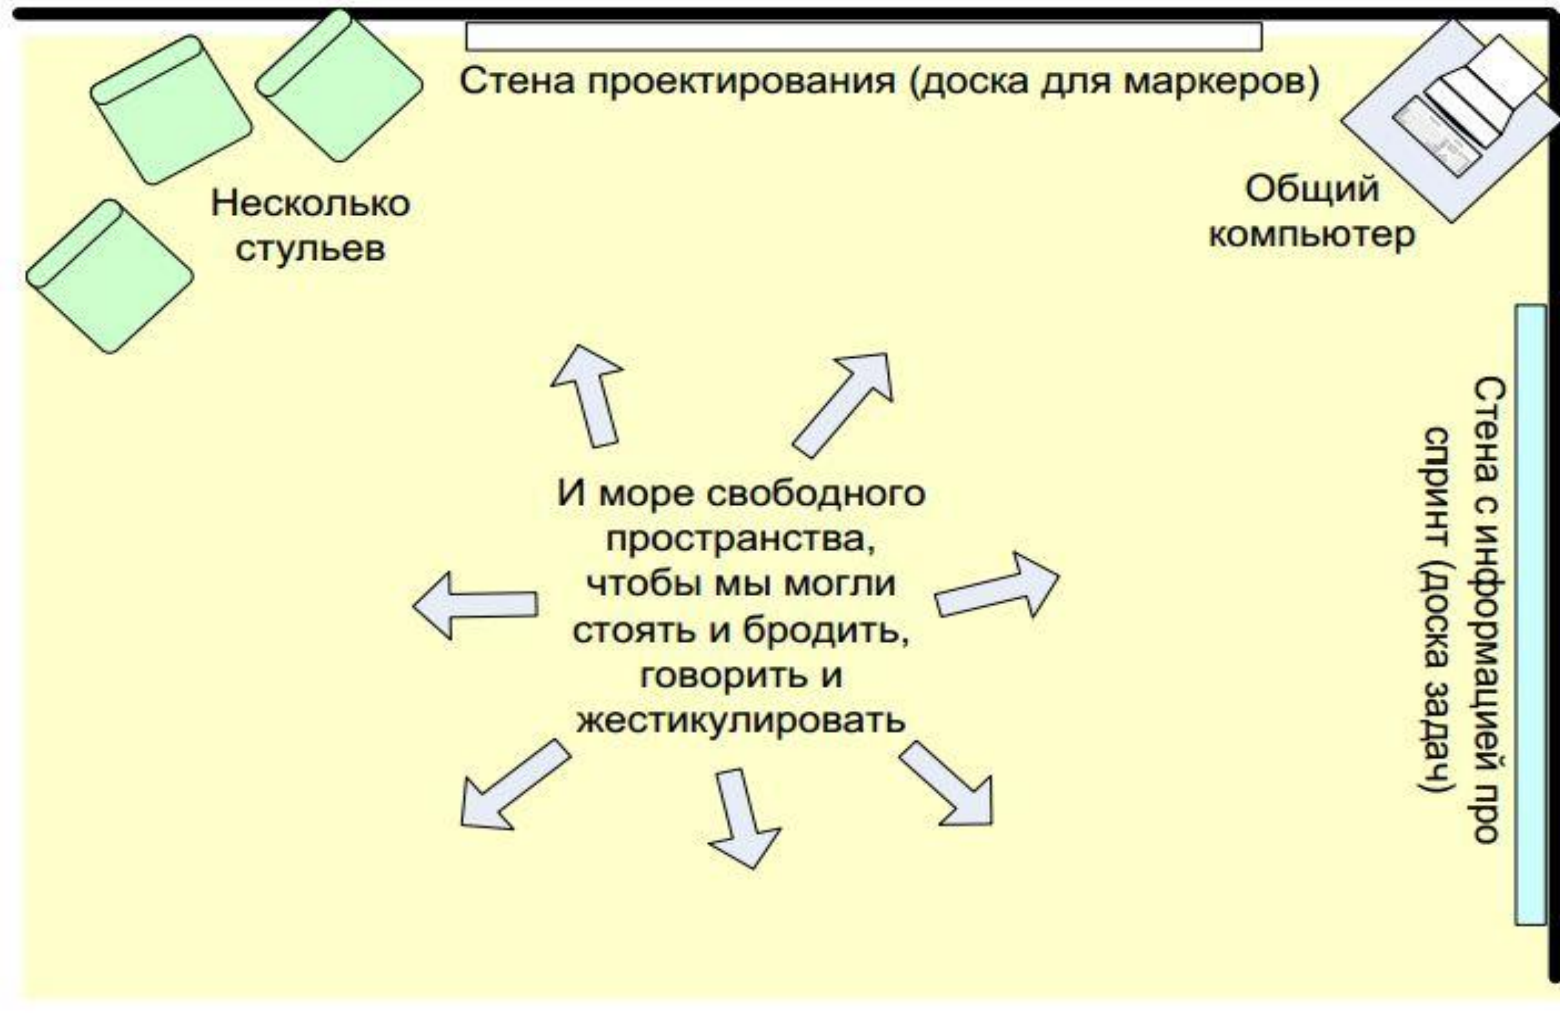 Стена проектирования (доска для маркеров)
Несколько
стульев
Общий
компьютер
И море свободного
пространства,
чтобы мы могли
стоять и бродить,
говорить и
жестикулировать
Стена с информацией про
спринт (доска задач)